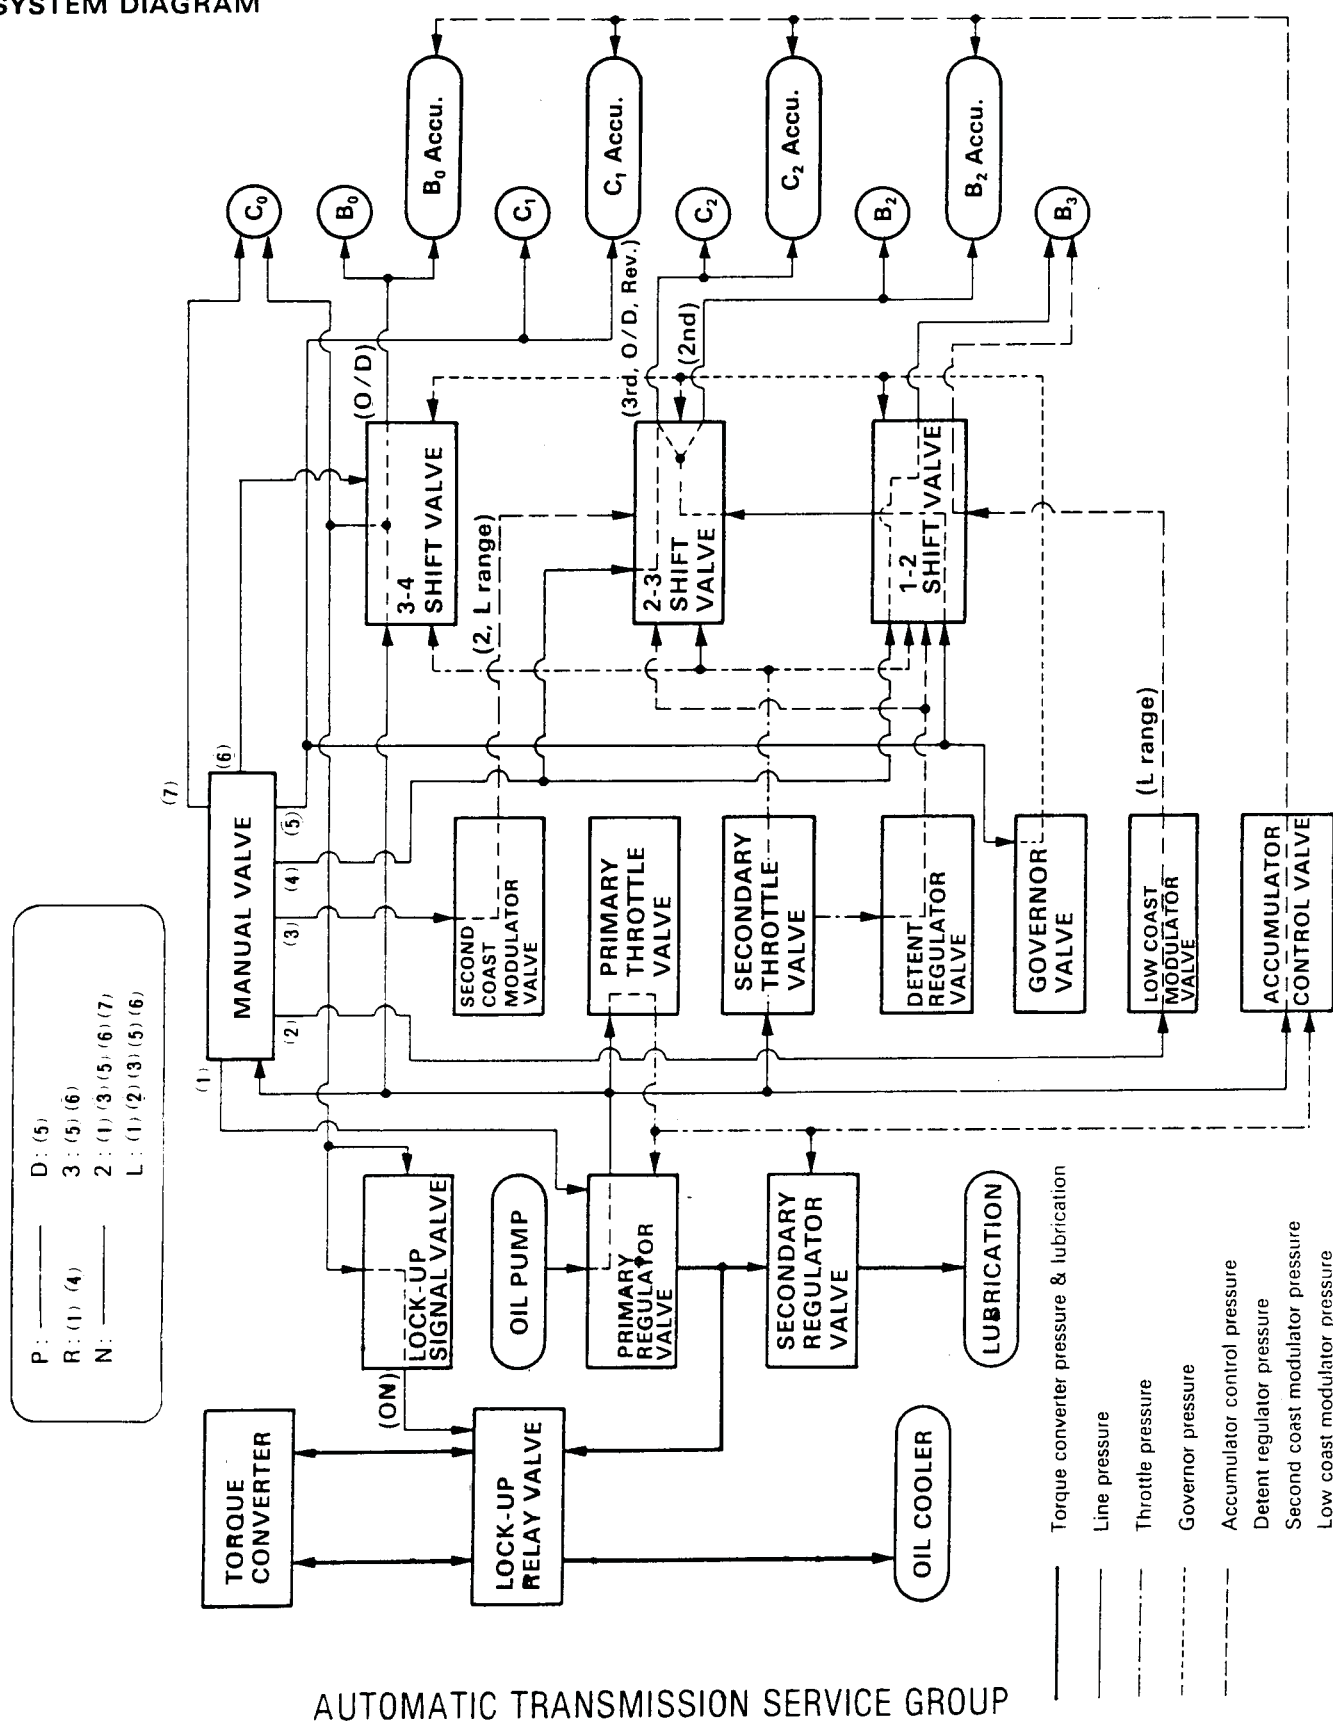 SYSTEM DIAGRAM
P: ———
R: (1) (4)
N: ———
D: (5)
3: (5) (6)
2: (1) (3) (5) (6) (7)
L: (1) (2) (3) (5) (6)
MANUAL VALVE
(1)
(2)
(3)
(4)
(5)
(6)
(7)
C0
B0
B0 Accu.
C1
C1 Accu.
C2
C2 Accu.
B2
B2 Accu.
B3
(O/D)
(3rd, O/D, Rev.)
(2nd)
3-4
SHIFT VALVE
2-3
SHIFT
VALVE
1-2
SHIFT VALVE
(2, L range)
(L range)
SECOND
COAST
MODULATOR
VALVE
PRIMARY
THROTTLE
VALVE
SECONDARY
THROTTLE
VALVE
DETENT
REGULATOR
VALVE
GOVERNOR
VALVE
LOW COAST
MODULATOR
VALVE
ACCUMULATOR
CONTROL VALVE
LOCK-UP
SIGNAL VALVE
(ON)
OIL PUMP
PRIMARY
REGULATOR
VALVE
SECONDARY
REGULATOR
VALVE
LUBRICATION
TORQUE
CONVERTER
LOCK-UP
RELAY VALVE
OIL COOLER
Torque converter pressure & lubrication
Line pressure
Throttle pressure
Governor pressure
Accumulator control pressure
Detent regulator pressure
Second coast modulator pressure
Low coast modulator pressure
AUTOMATIC TRANSMISSION SERVICE GROUP